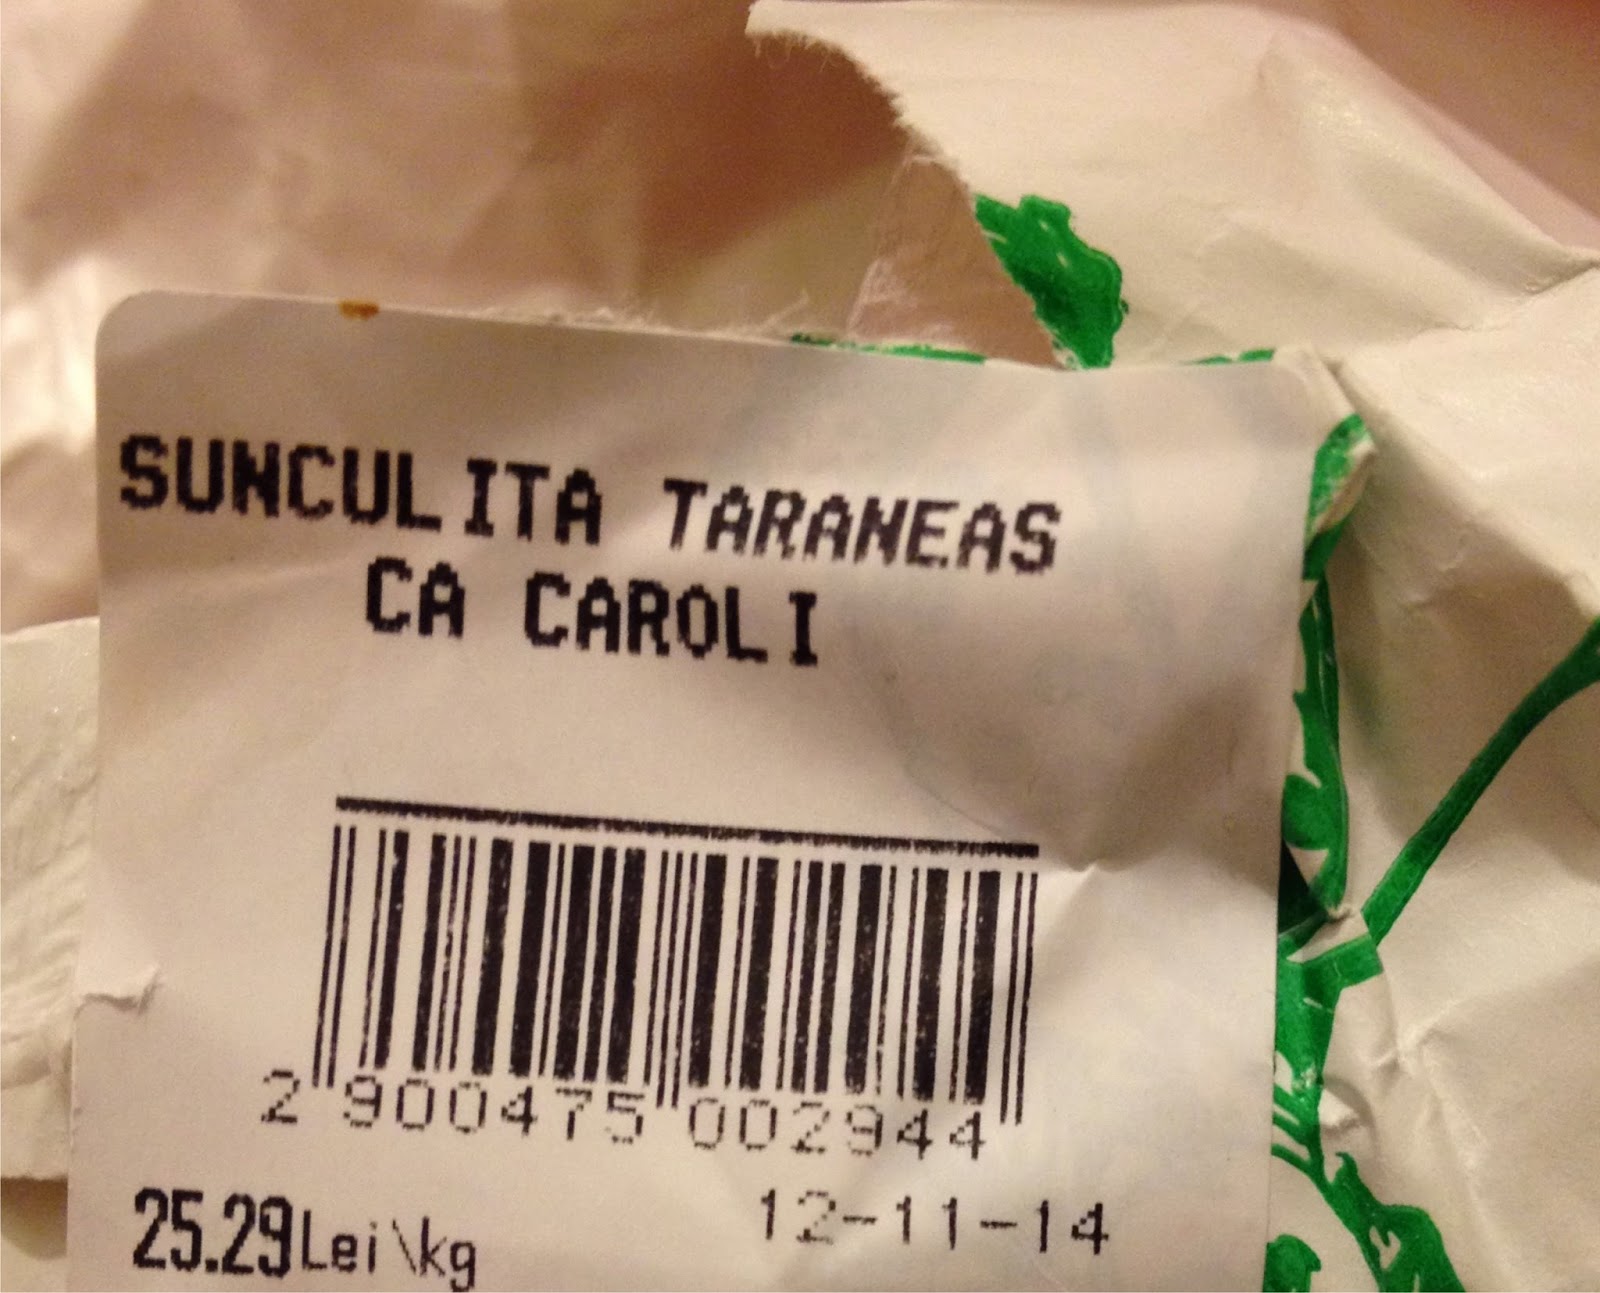 SUNCULITA TARANEAS
CA CAROLI
2 900475 002944
25.29Lei\kg 12-11-14